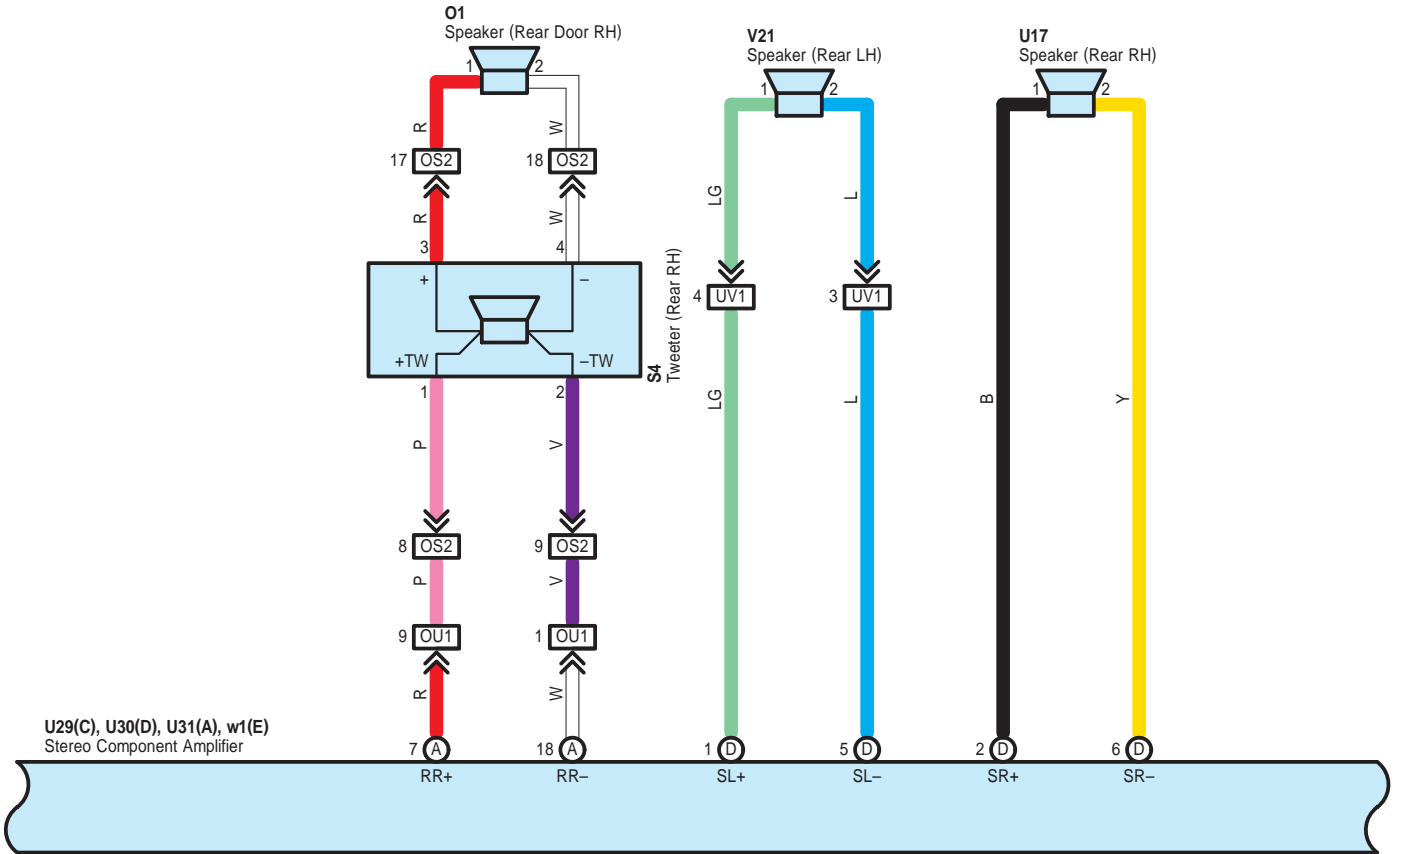 O1
Speaker (Rear Door RH)
V21
Speaker (Rear LH)
U17
Speaker (Rear RH)
1 2
1 2
1 2
R W
17 OS2 18 OS2
LG L
R W
3 4
+ –
Tweeter (Rear RH)
S4
4 UV1 3 UV1
+TW –TW
1 2
LG L B Y
P V
8 OS2 9 OS2
P V
9 OU1 1 OU1
R W
U29(C), U30(D), U31(A), w1(E)
Stereo Component Amplifier
7 A 18 A 1 D 5 D 2 D 6 D
RR+ RR– SL+ SL– SR+ SR–